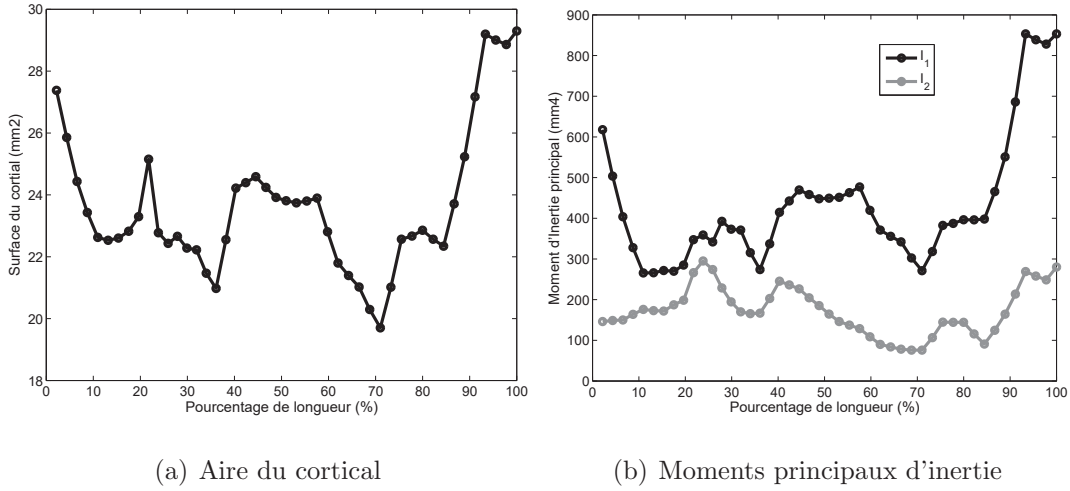 30
28
26
24
22
20
18
Surface du cortial (mm2)
0 10 20 30 40 50 60 70 80 90 100
Pourcentage de longueur (%)
(a) Aire du cortical
900
800
700
600
500
400
300
200
100
0
Moment d'Inertie principal (mm4)
I1
I2
0 10 20 30 40 50 60 70 80 90 100
Pourcentage de longueur (%)
(b) Moments principaux d'inertie